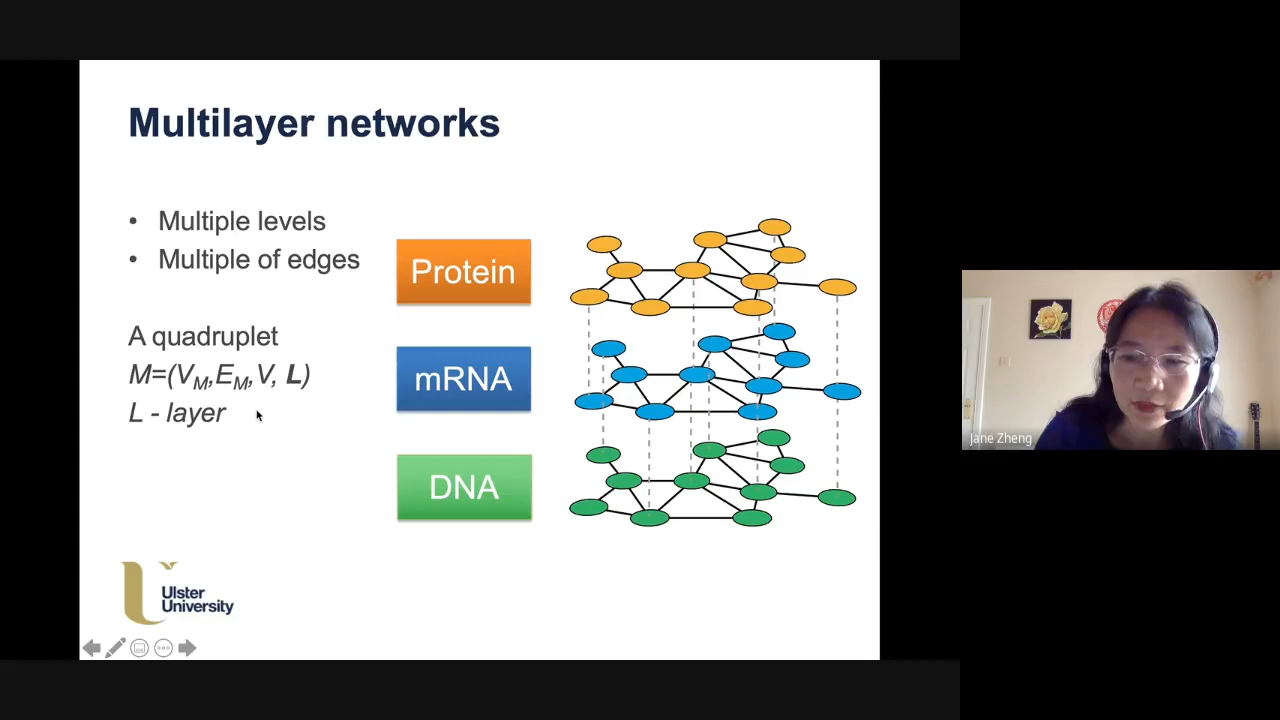 Multilayer networks
• Multiple levels
• Multiple of edges
A quadruplet
M=(VM,EM,V, L)
L - layer
Protein
mRNA
DNA
Ulster
University
Jane Zheng